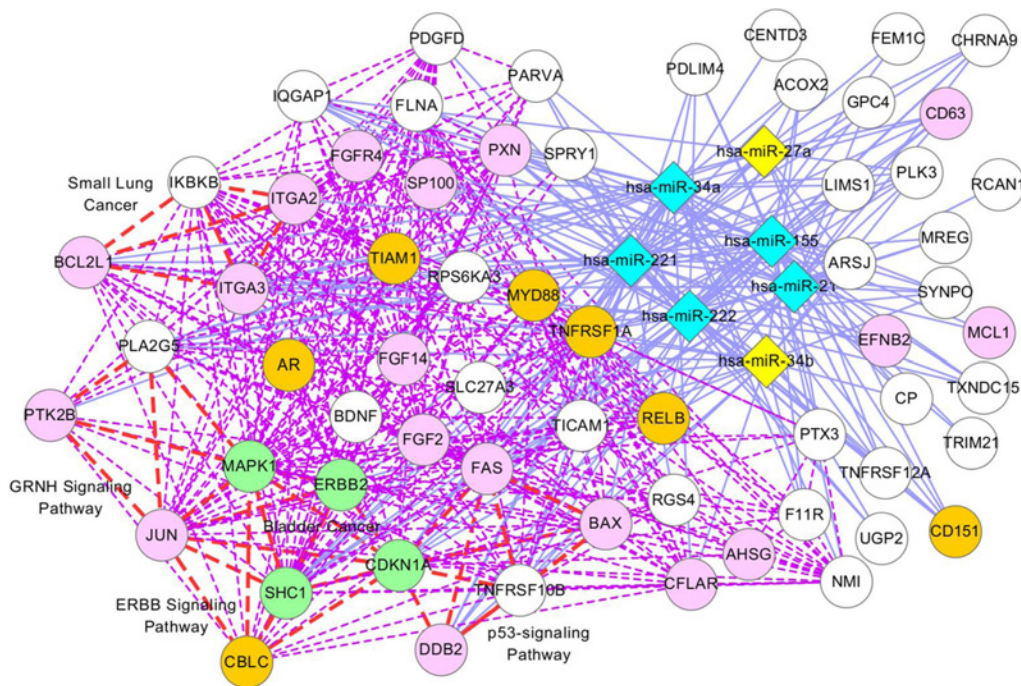 PDGFD
CENTD3
FEM1C
CHRNA9
PARVA
PDLIM4
ACOX2
IQGAP1
FLNA
GPC4
CD63
FGFR4
PXN
SPRY1
hsa-miR-27a
Small Lung
Cancer
IKBKB
ITGA2
SP100
hsa-miR-34a
LIMS1
PLK3
RCAN1
BCL2L1
TIAM1
RPS6KA3
hsa-miR-221
hsa-miR-155
MREG
ITGA3
MYD88
hsa-miR-21
ARSJ
SYNPO
PLA2G5
TNFRSF1A
hsa-miR-222
EFNB2
MCL1
AR
FGF14
SLC27A3
hsa-miR-34b
TXNDC15
PTK2B
BDNF
TICAM1
RELB
CP
MAPK1
FGF2
FAS
PTX3
TRIM21
GRNH Signaling
Pathway
ERBB2
TNFRSF12A
RGS4
Bladder Cancer
JUN
BAX
F11R
CD151
UGP2
CDKN1A
AHSG
SHC1
TNFRSF10B
CFLAR
NMI
ERBB Signaling
Pathway
p53-signaling
Pathway
CBLC
DDB2